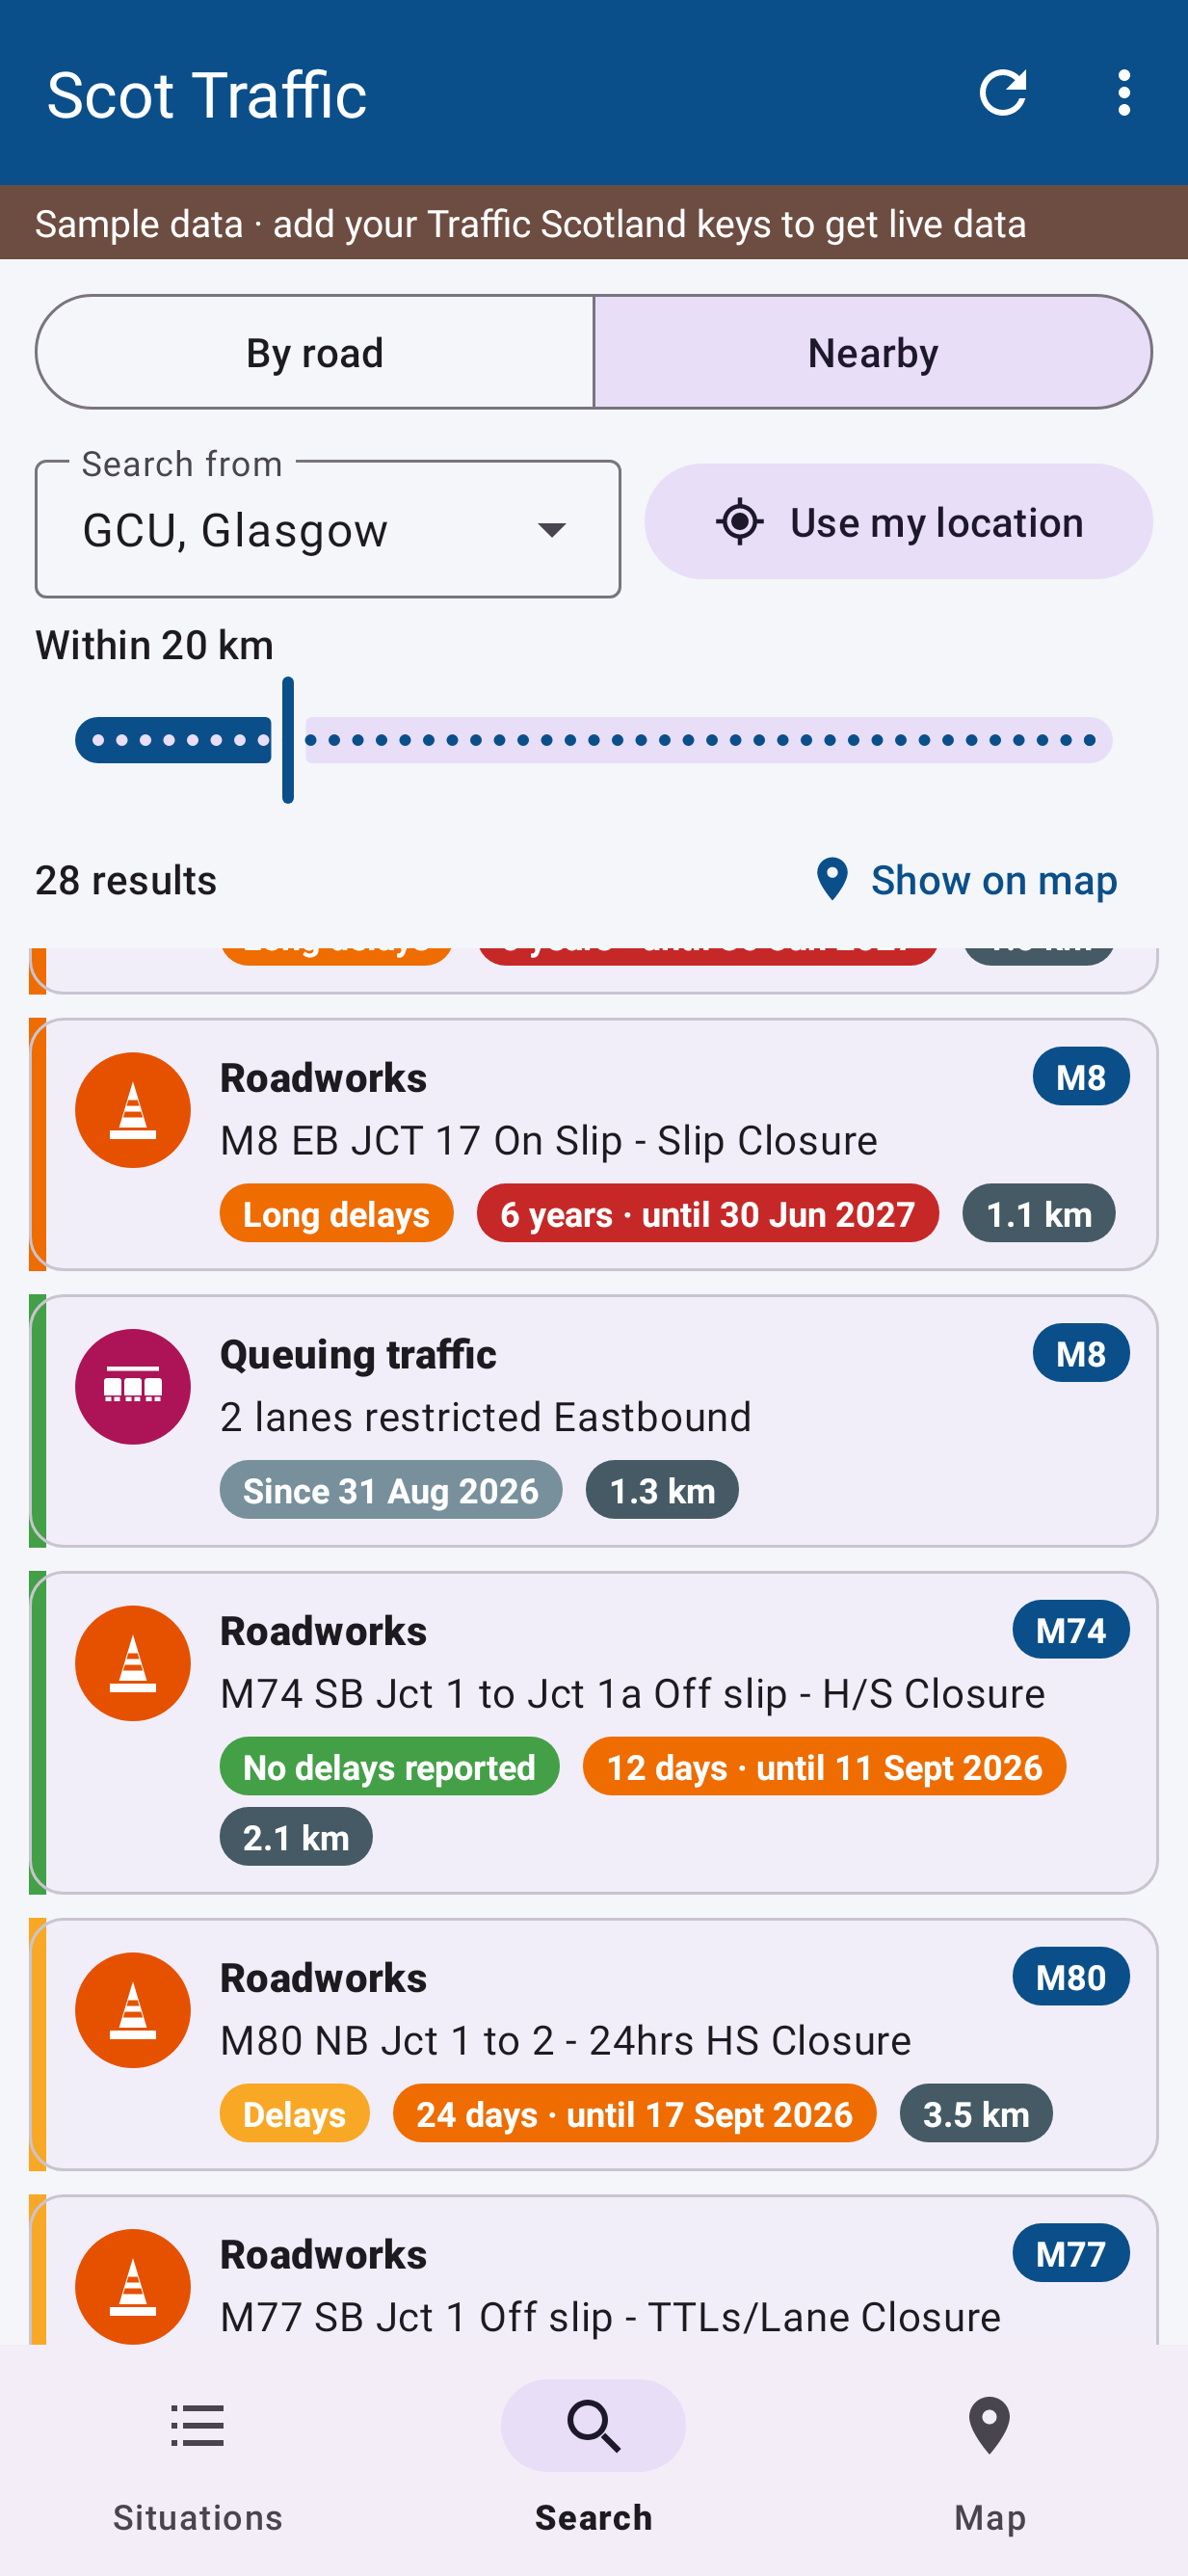 Scot Traffic
Sample data · add your Traffic Scotland keys to get live data
By road
Nearby
Search from
GCU, Glasgow
Use my location
Within 20 km
28 results
Show on map
Long delays
Roadworks
M8
M8 EB JCT 17 On Slip - Slip Closure
Long delays
6 years · until 30 Jun 2027
1.1 km
Queuing traffic
M8
2 lanes restricted Eastbound
Since 31 Aug 2026
1.3 km
Roadworks
M74
M74 SB Jct 1 to Jct 1a Off slip - H/S Closure
No delays reported
12 days · until 11 Sept 2026
2.1 km
Roadworks
M80
M80 NB Jct 1 to 2 - 24hrs HS Closure
Delays
24 days · until 17 Sept 2026
3.5 km
Roadworks
M77
M77 SB Jct 1 Off slip - TTLs/Lane Closure
Situations
Search
Map